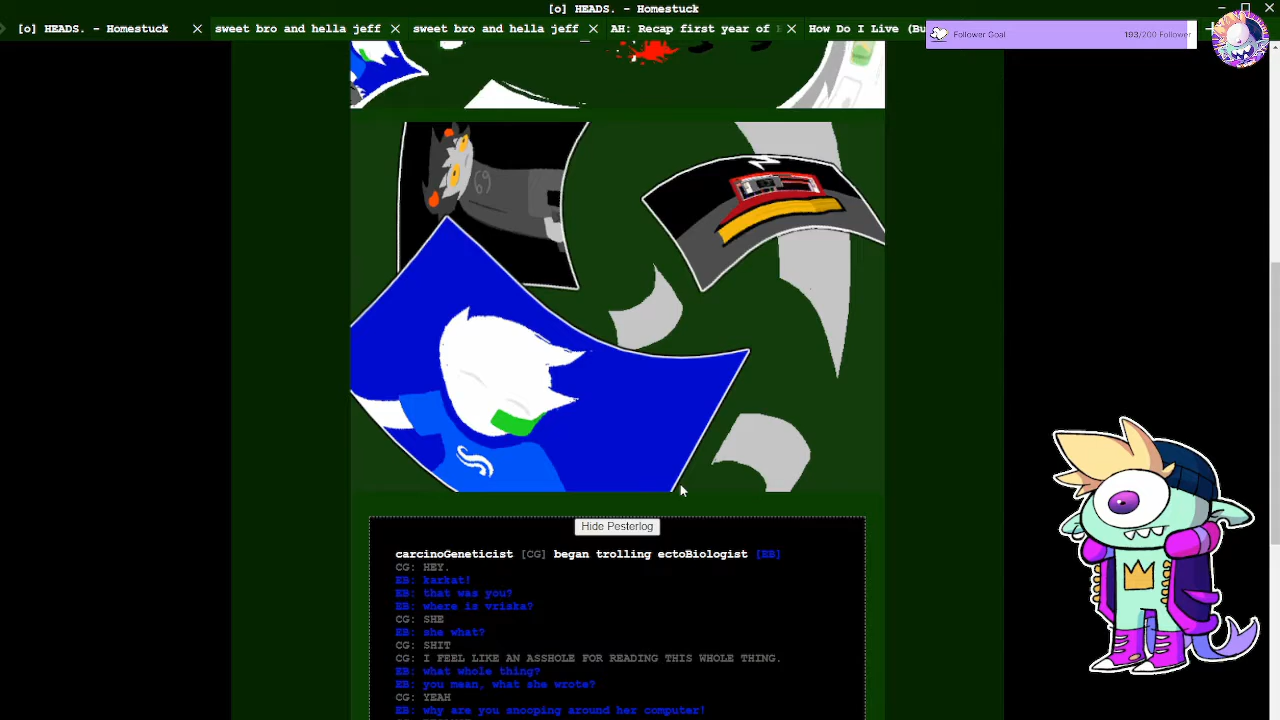 [o] HEADS. - Homestuck
[o] HEADS. - Homestuck
sweet bro and hella jeff
sweet bro and hella jeff
AH: Recap first year of
How Do I Live (Bu
Follower Goal
193/200 Follower
69
Hide Pesterlog
carcinoGeneticist [CG] began trolling ectoBiologist [EB]
CG: HEY.
EB: karkat!
EB: that was you?
EB: where is vriska?
CG: SHE
EB: she what?
CG: SHIT
CG: I FEEL LIKE AN ASSHOLE FOR READING THIS WHOLE THING.
EB: what whole thing?
EB: you mean, what she wrote?
CG: YEAH
EB: why are you snooping around her computer!